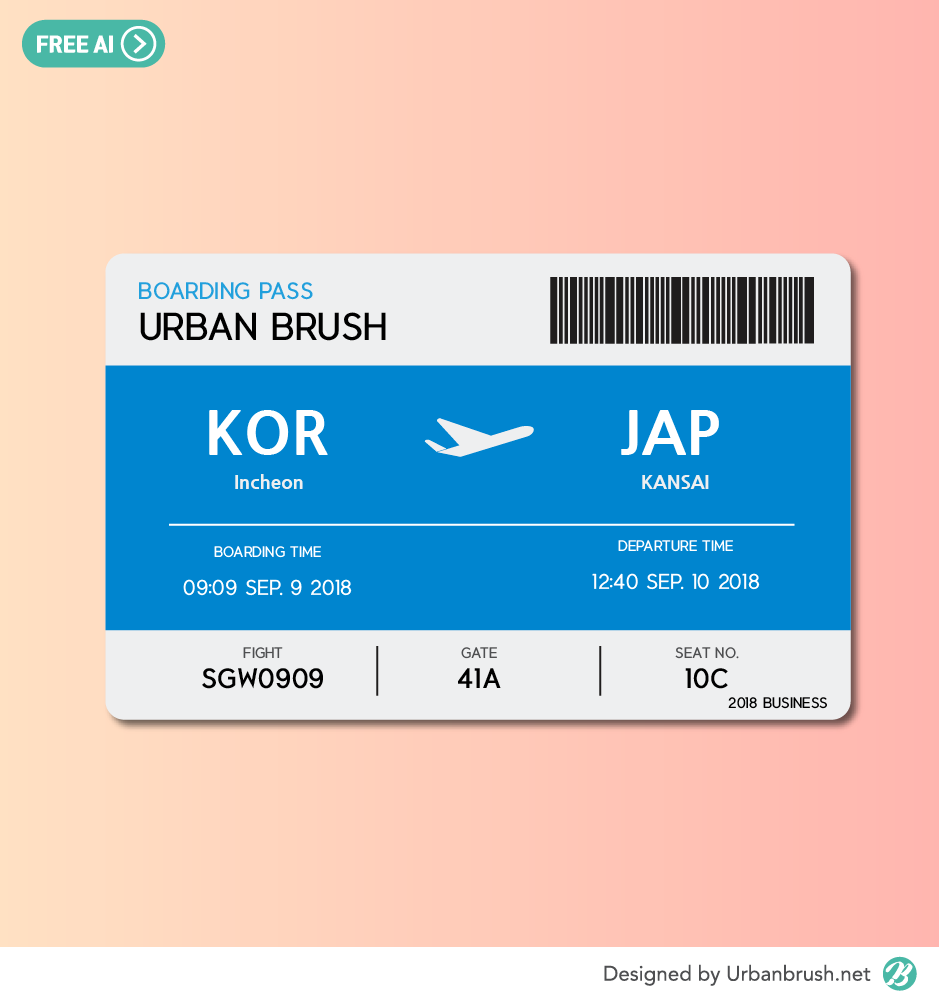 FREE AI
BOARDING PASS
URBAN BRUSH
KOR
JAP
Incheon
KANSAI
BOARDING TIME
DEPARTURE TIME
09:09 SEP. 9 2018
12:40 SEP. 10 2018
FIGHT
GATE
SEAT NO.
SGW0909
41A
10C
2018 BUSINESS
Designed by Urbanbrush.net
B